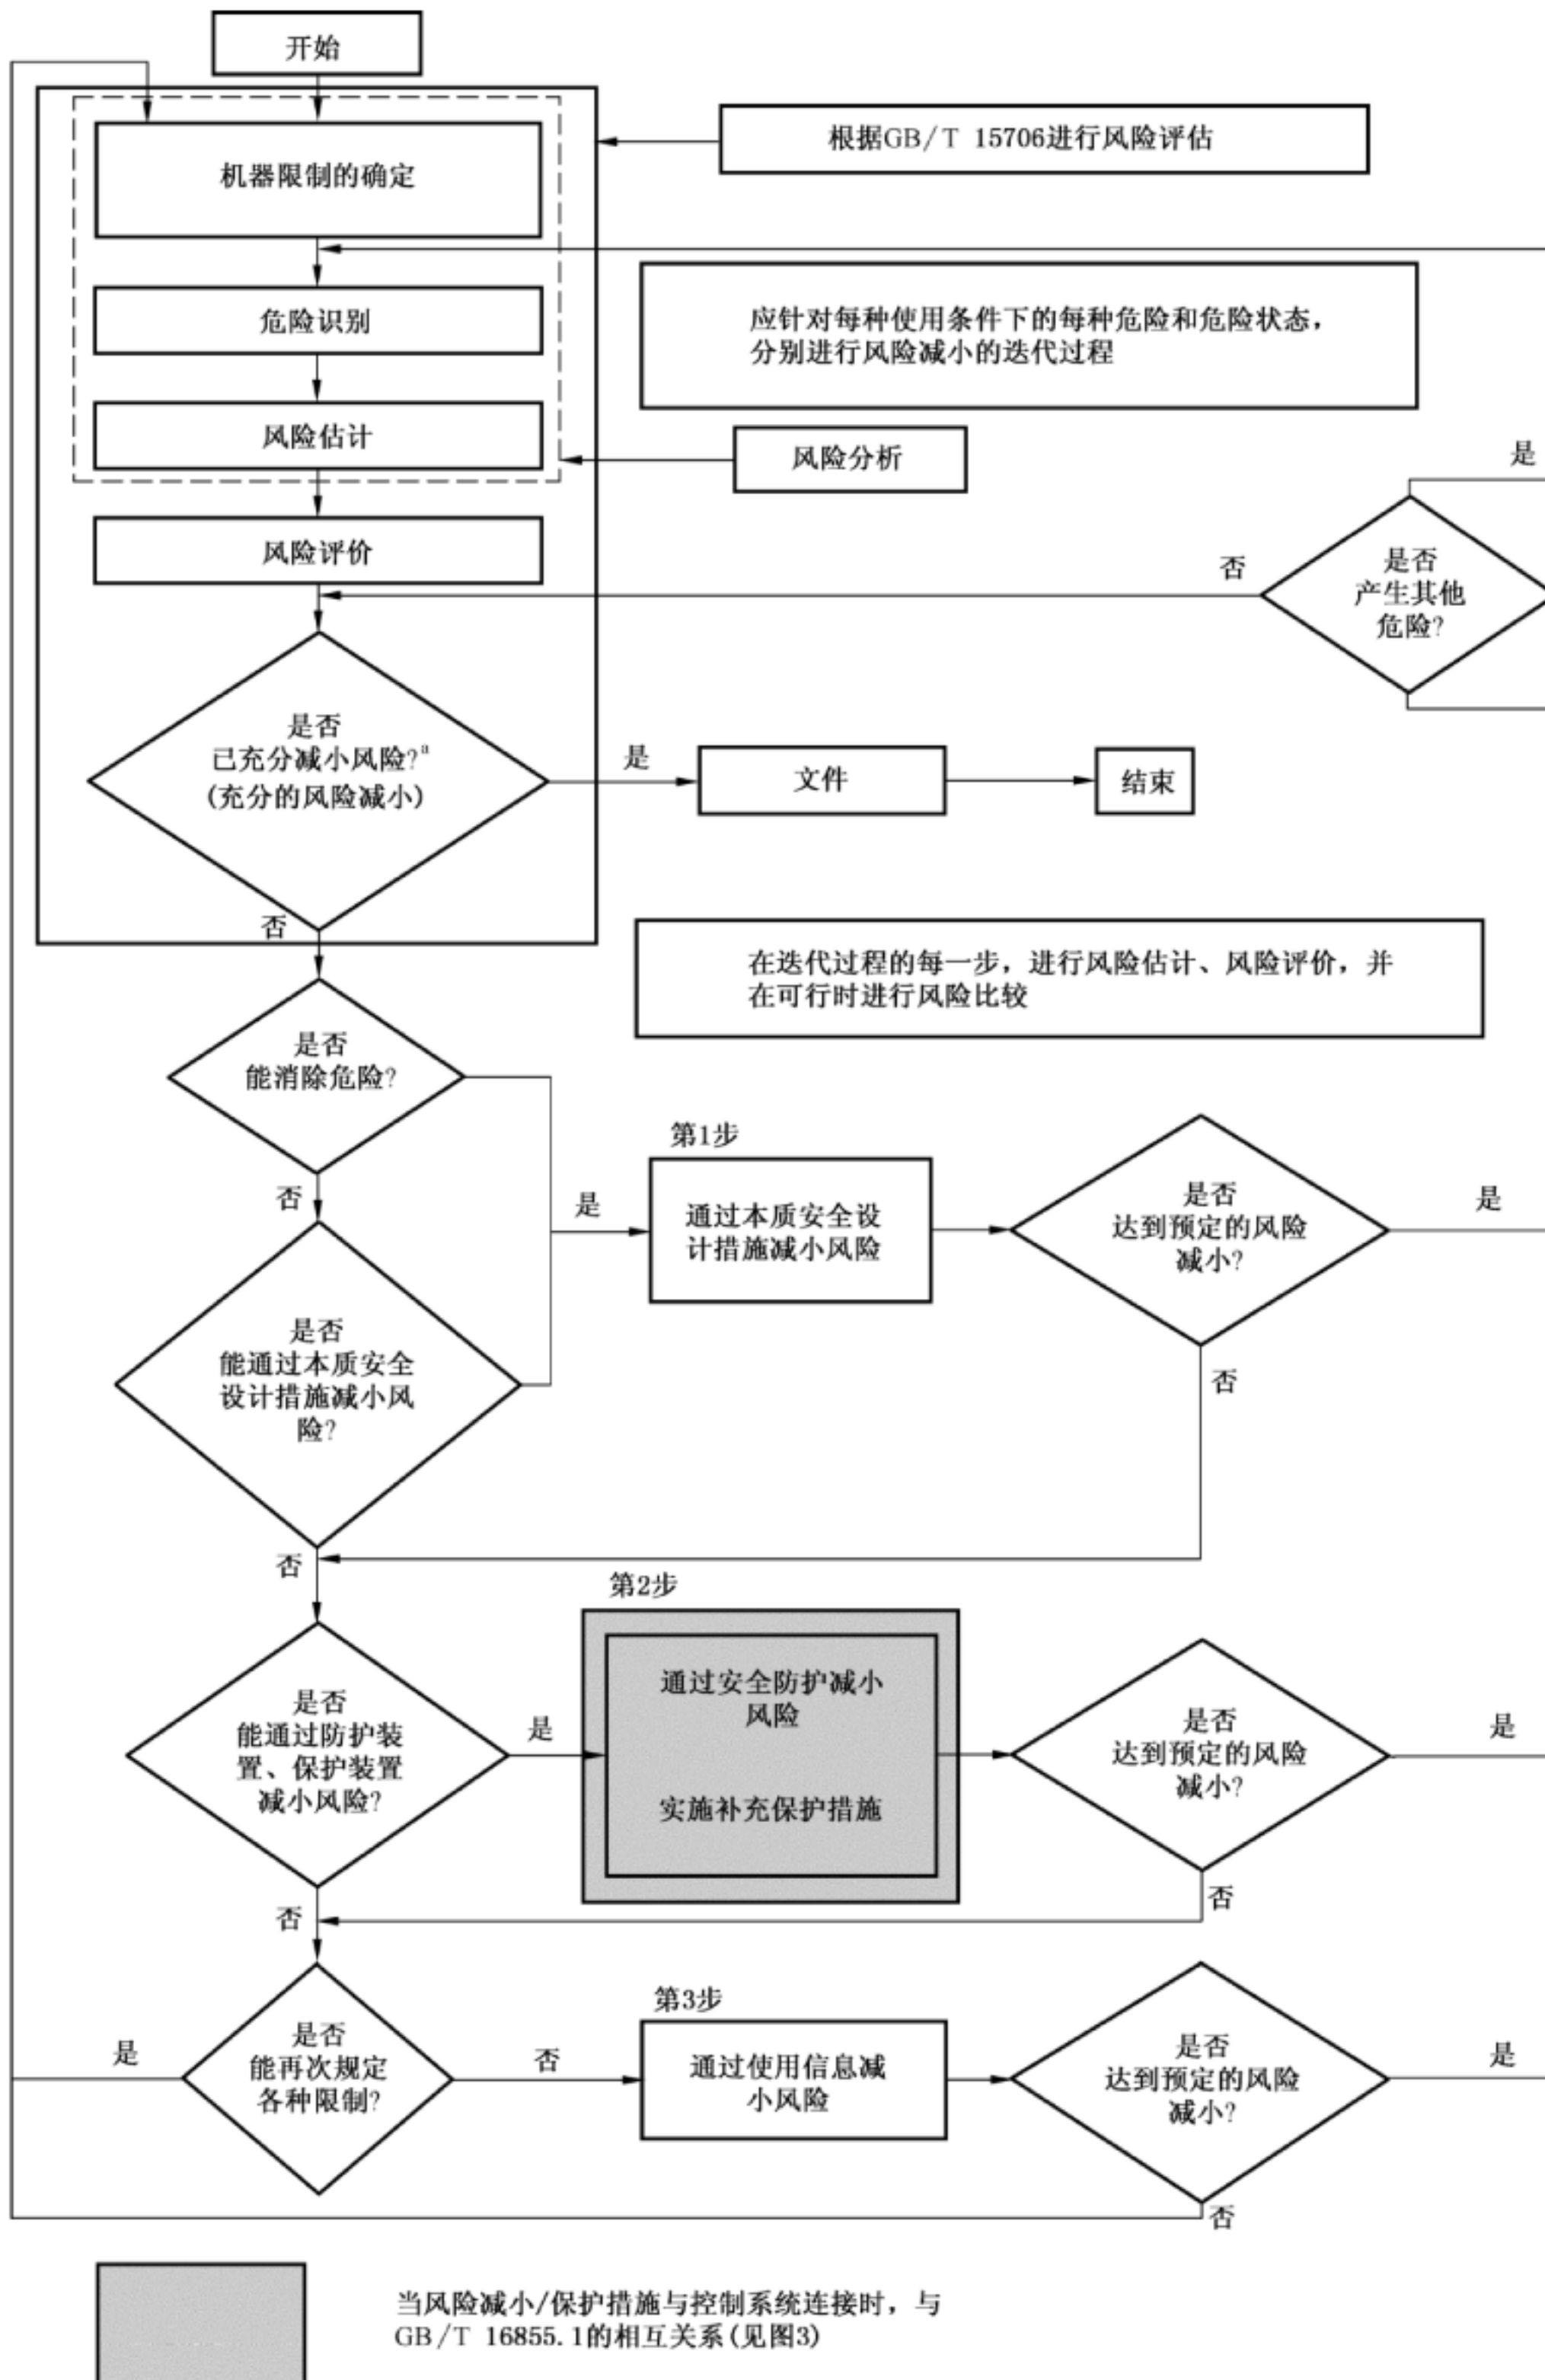 开始
根据GB/T 15706进行风险评估
机器限制的确定
应针对每种使用条件下的每种危险和危险状态，
分别进行风险减小的迭代过程
危险识别
风险估计
风险分析
是
风险评价
否
是否
产生其他
危险?
是否
已充分减小风险?a
(充分的风险减小)
是
文件
结束
否
在迭代过程的每一步，进行风险估计、风险评价，并
在可行时进行风险比较
是否
能消除危险?
第1步
否
是
通过本质安全设
计措施减小风险
是否
达到预定的风险
减小?
是
是否
能通过本质安全
设计措施减小风
险?
否
否
第2步
是否
能通过防护装
置、保护装置
减小风险?
是
通过安全防护减小
风险
实施补充保护措施
是否
达到预定的风险
减小?
是
否
否
第3步
是
是否
能再次规定
各种限制?
否
通过使用信息减
小风险
是否
达到预定的风险
减小?
是
否
当风险减小/保护措施与控制系统连接时，与
GB/T 16855.1的相互关系(见图3)